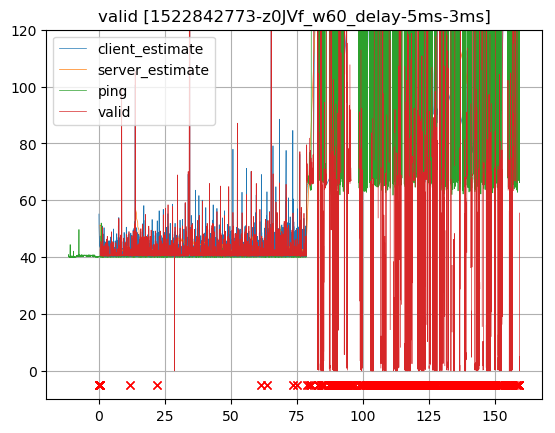 valid [1522842773-z0JVf_w60_delay-5ms-3ms]
client_estimate
server_estimate
ping
valid
120
100
80
60
40
20
0
0
25
50
75
100
125
150